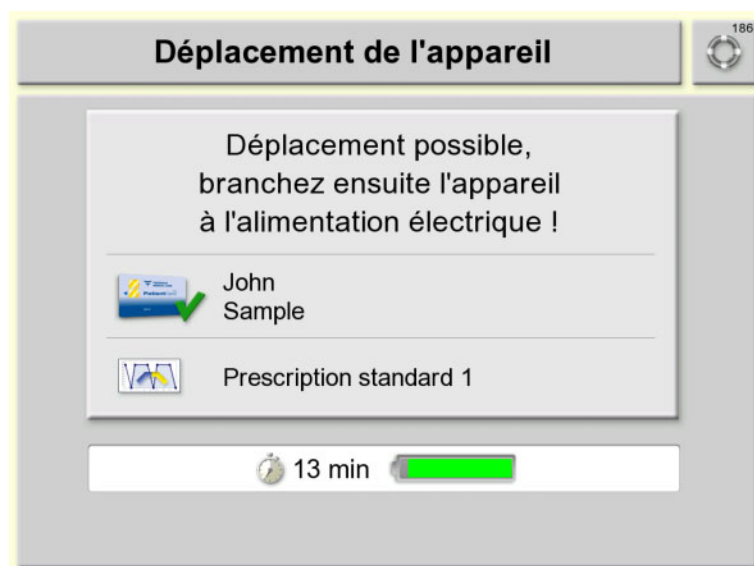 Déplacement de l'appareil
186
Déplacement possible,
branchez ensuite l'appareil
à l'alimentation électrique !
John
Sample
Prescription standard 1
13 min